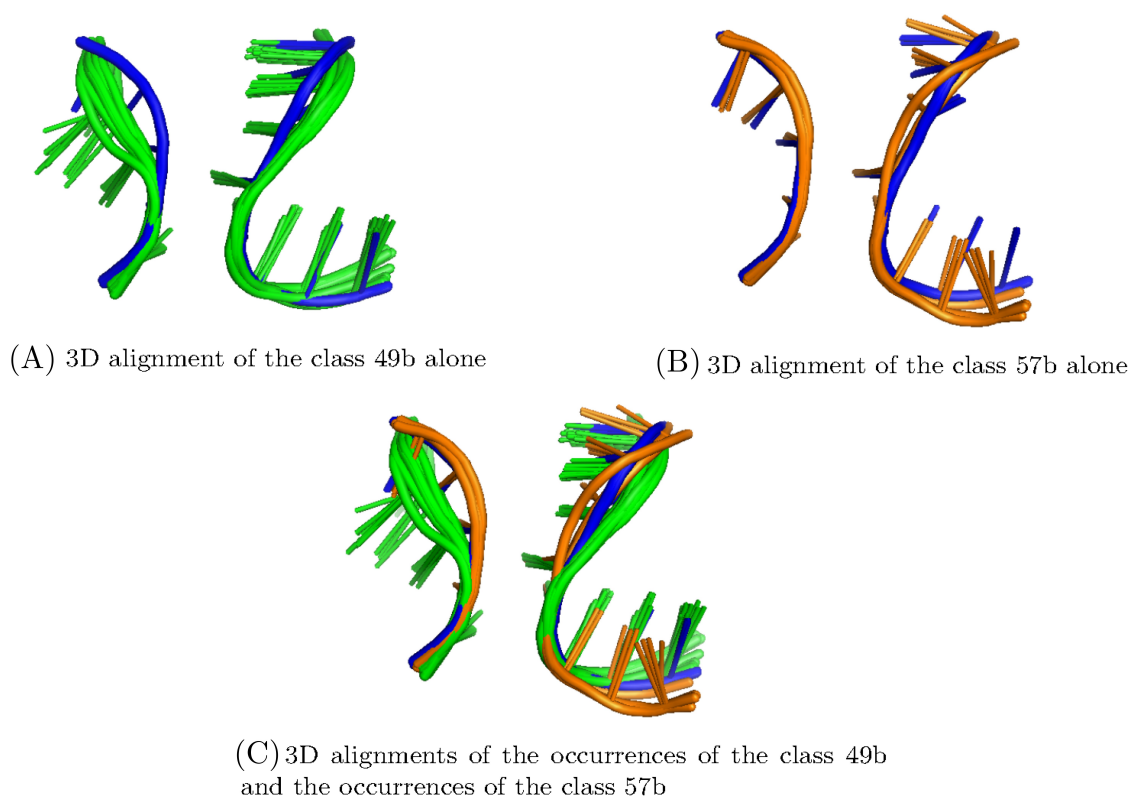 (A) 3D alignment of the class 49b alone
(B) 3D alignment of the class 57b alone
(C) 3D alignments of the occurrences of the class 49b
and the occurrences of the class 57b